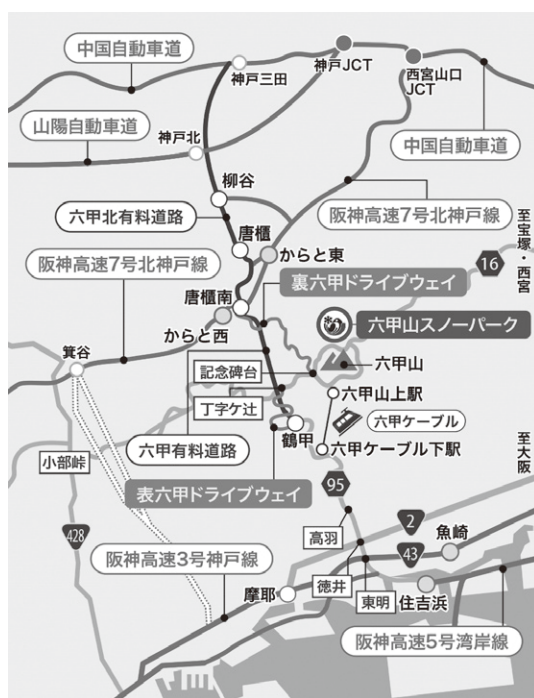 中国自動車道
神戸三田
神戸JCT
西宮山口
JCT
山陽自動車道
神戸北
中国自動車道
柳谷
六甲北有料道路
阪神高速7号北神戸線
至宝塚・西宮
唐櫃
からと東
阪神高速7号北神戸線
16
裏六甲ドライブウェイ
唐櫃南
六甲山スノーパーク
からと西
箕谷
記念碑台
六甲山
丁字ケ辻
六甲山上駅
六甲ケーブル
鶴甲
六甲ケーブル下駅
六甲有料道路
至大阪
小部峠
表六甲ドライブウェイ
95
428
高羽
2
魚崎
43
阪神高速3号神戸線
徳井
摩耶
東明
住吉浜
阪神高速5号湾岸線